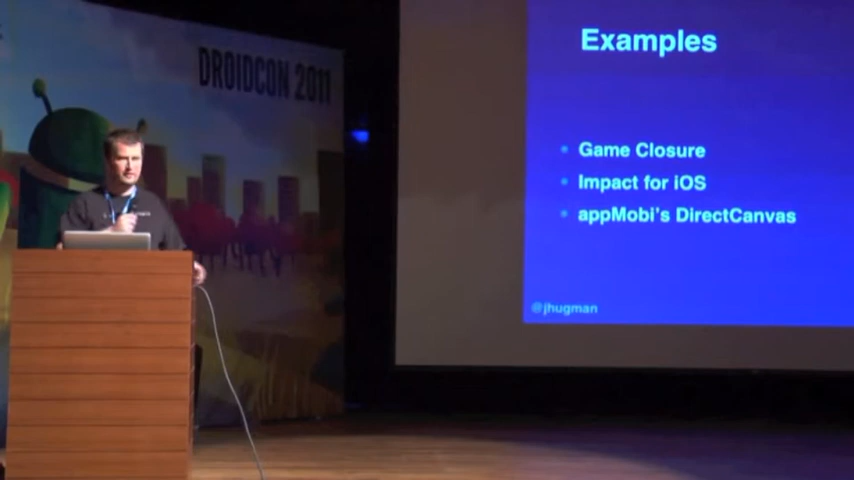 DROIDCON 2011
Examples
Game Closure
Impact for iOS
appMobi's DirectCanvas
@jhugman